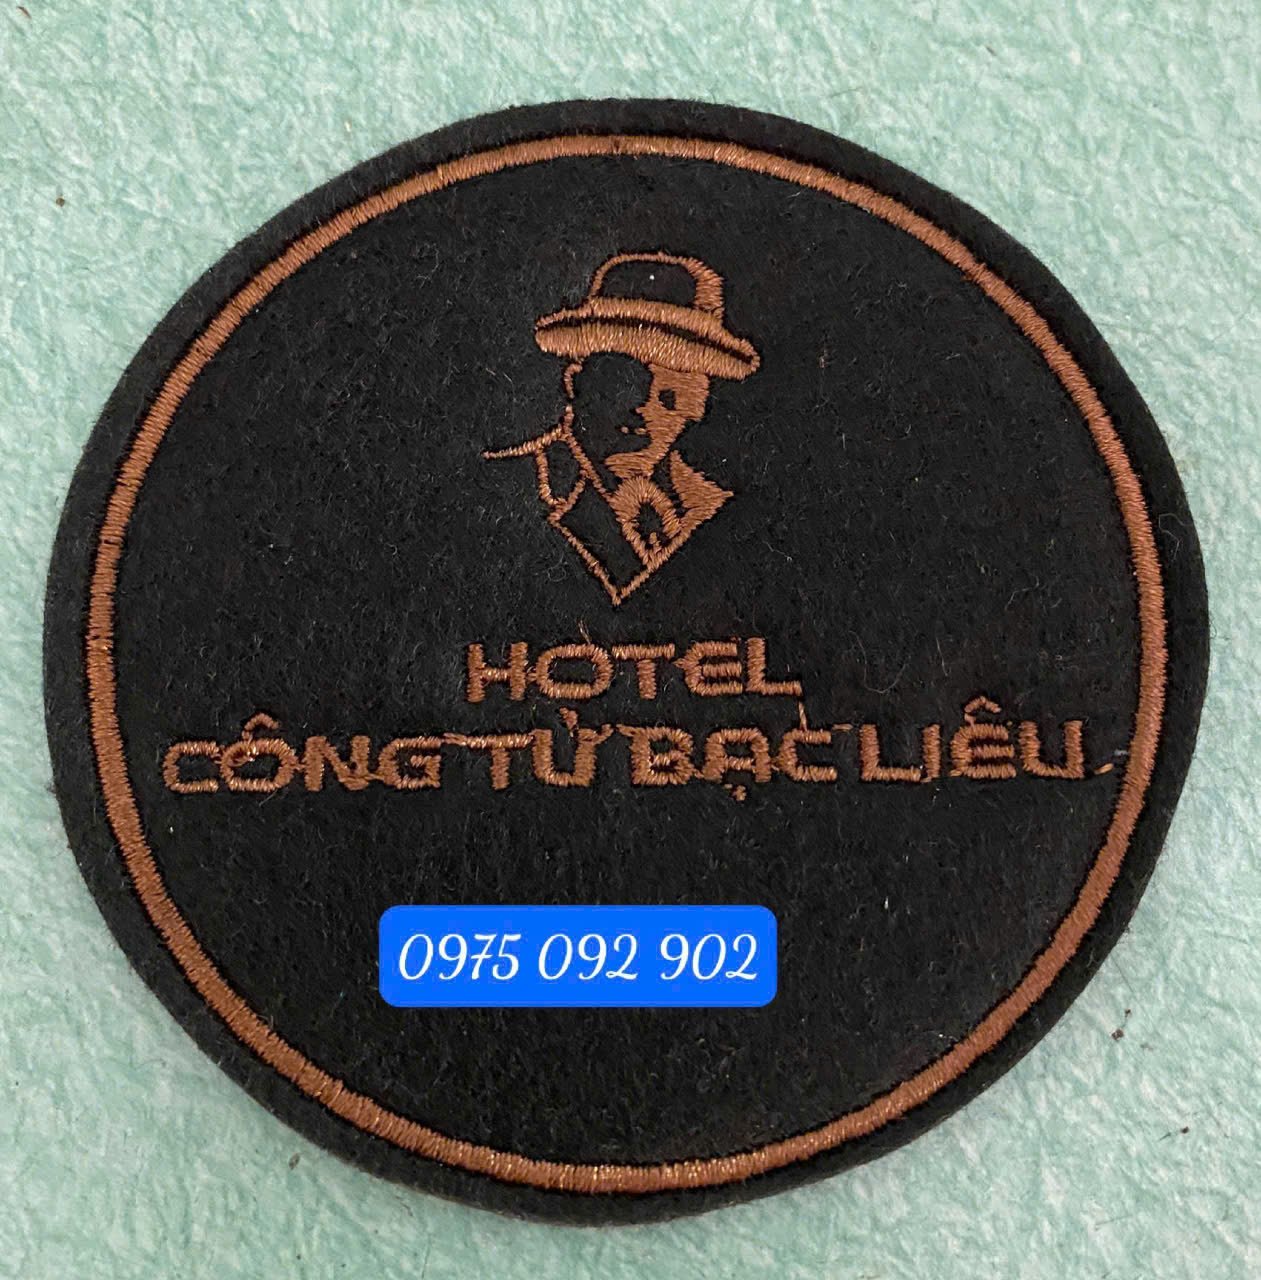 HOTEL
CÔNG TỬ BẠC LIÊU
0975 092 902